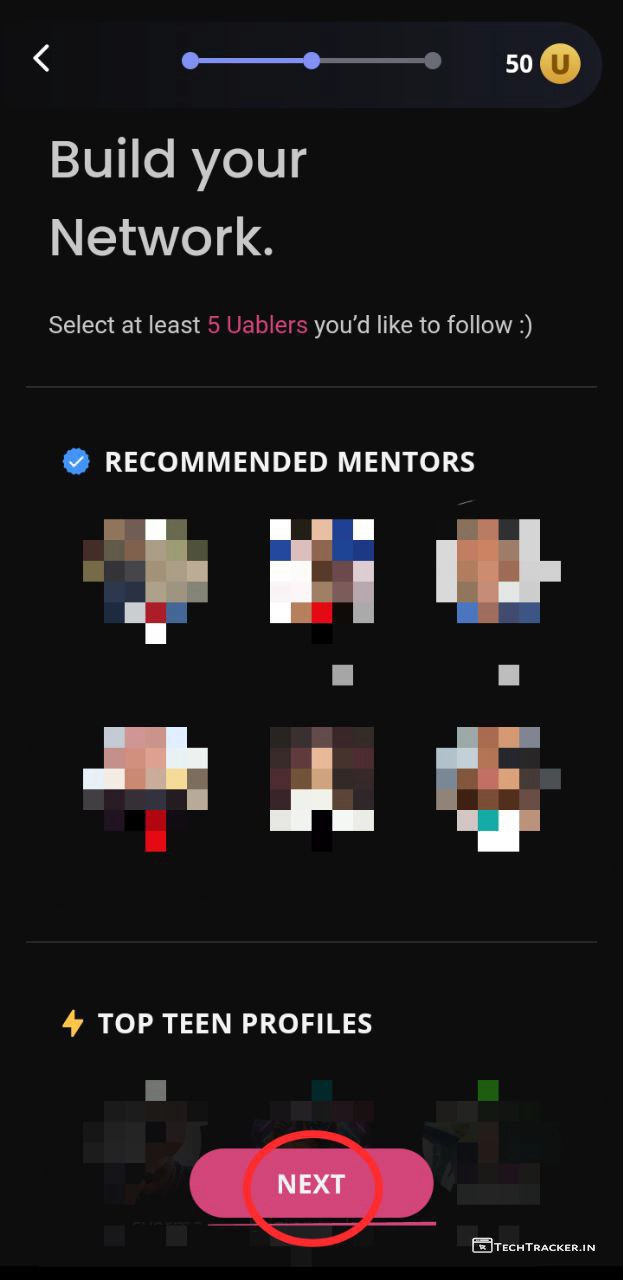 50 U
Build your
Network.
Select at least 5 Uablers you’d like to follow :)
RECOMMENDED MENTORS
TOP TEEN PROFILES
NEXT
TECHTRACKER.IN